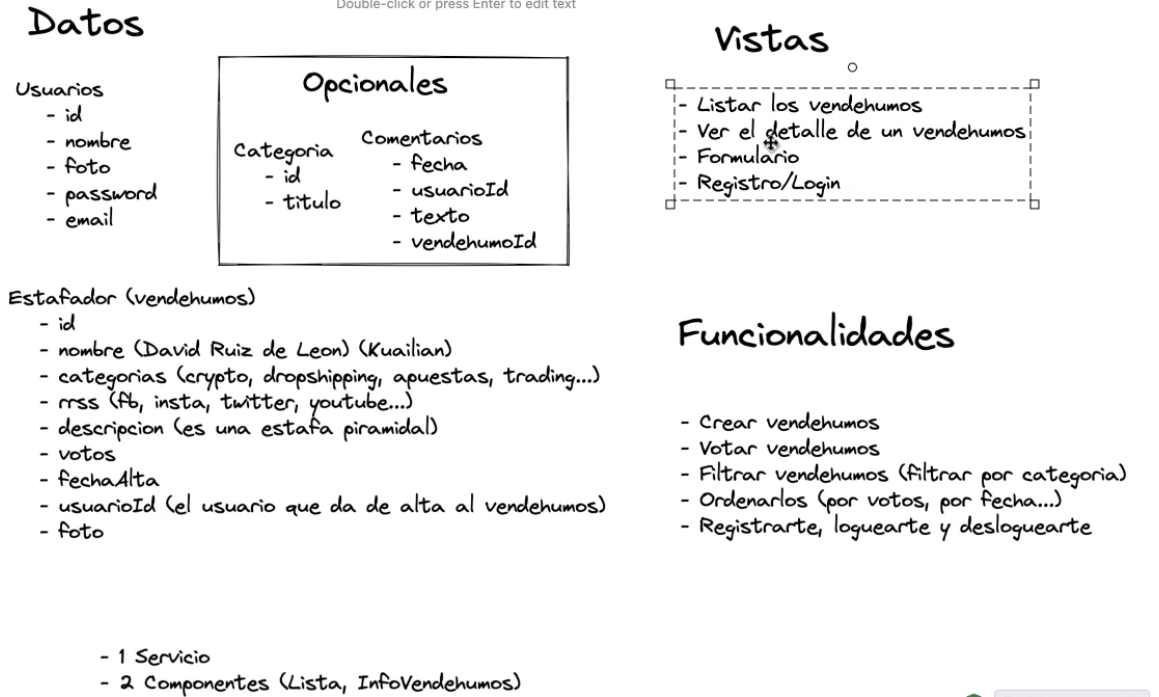 Double-click or press Enter to edit text
Datos
Usuarios
- id
- nombre
- foto
- password
- email
Opcionales
Categoria
- id
- titulo
Comentarios
- fecha
- usuarioId
- texto
- vendehumoId
Estafador (vendehumos)
- id
- nombre (David Ruiz de Leon) (Kuailian)
- categorias (crypto, dropshipping, apuestas, trading...)
- rrss (fb, insta, twitter, youtube...)
- descripcion (es una estafa piramidal)
- votos
- fechaAlta
- usuarioId (el usuario que da de alta al vendehumos)
- foto
- 1 Servicio
- 2 Componentes (Lista, InfoVendehumos)
Vistas
- Listar los vendehumos
- Ver el detalle de un vendehumos
- Formulario
- Registro/Login
Funcionalidades
- Crear vendehumos
- Votar vendehumos
- Filtrar vendehumos (filtrar por categoria)
- Ordenarlos (por votos, por fecha...)
- Registrarte, loguearte y desloguearte